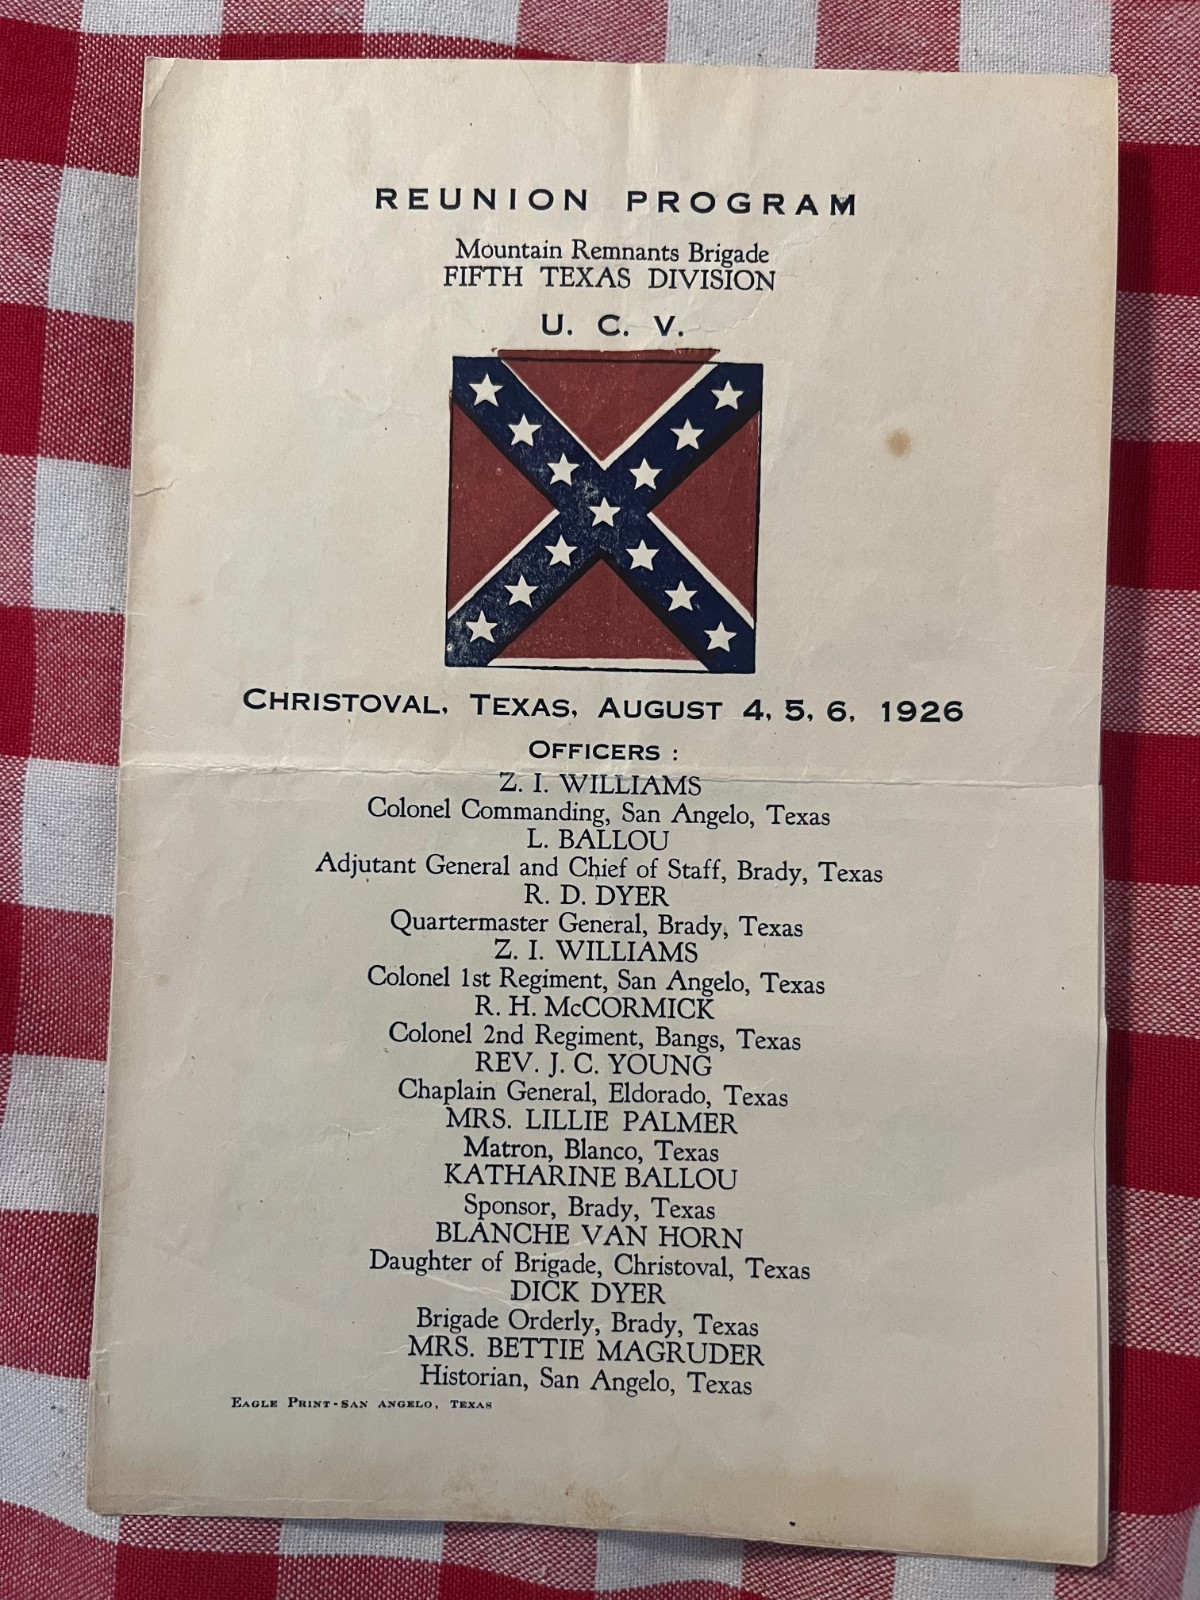 REUNION PROGRAM
Mountain Remnants Brigade
FIFTH TEXAS DIVISION
U. C. V.
CHRISTOVAL, TEXAS, AUGUST 4, 5, 6, 1926
OFFICERS :
Z. I. WILLIAMS
Colonel Commanding, San Angelo, Texas
L. BALLOU
Adjutant General and Chief of Staff, Brady, Texas
R. D. DYER
Quartermaster General, Brady, Texas
Z. I. WILLIAMS
Colonel 1st Regiment, San Angelo, Texas
R. H. McCORMICK
Colonel 2nd Regiment, Bangs, Texas
REV. J. C. YOUNG
Chaplain General, Eldorado, Texas
MRS. LILLIE PALMER
Matron, Blanco, Texas
KATHARINE BALLOU
Sponsor, Brady, Texas
BLANCHE VAN HORN
Daughter of Brigade, Christoval, Texas
DICK DYER
Brigade Orderly, Brady, Texas
MRS. BETTIE MAGRUDER
Historian, San Angelo, Texas
EAGLE PRINT-SAN ANGELO, TEXAS